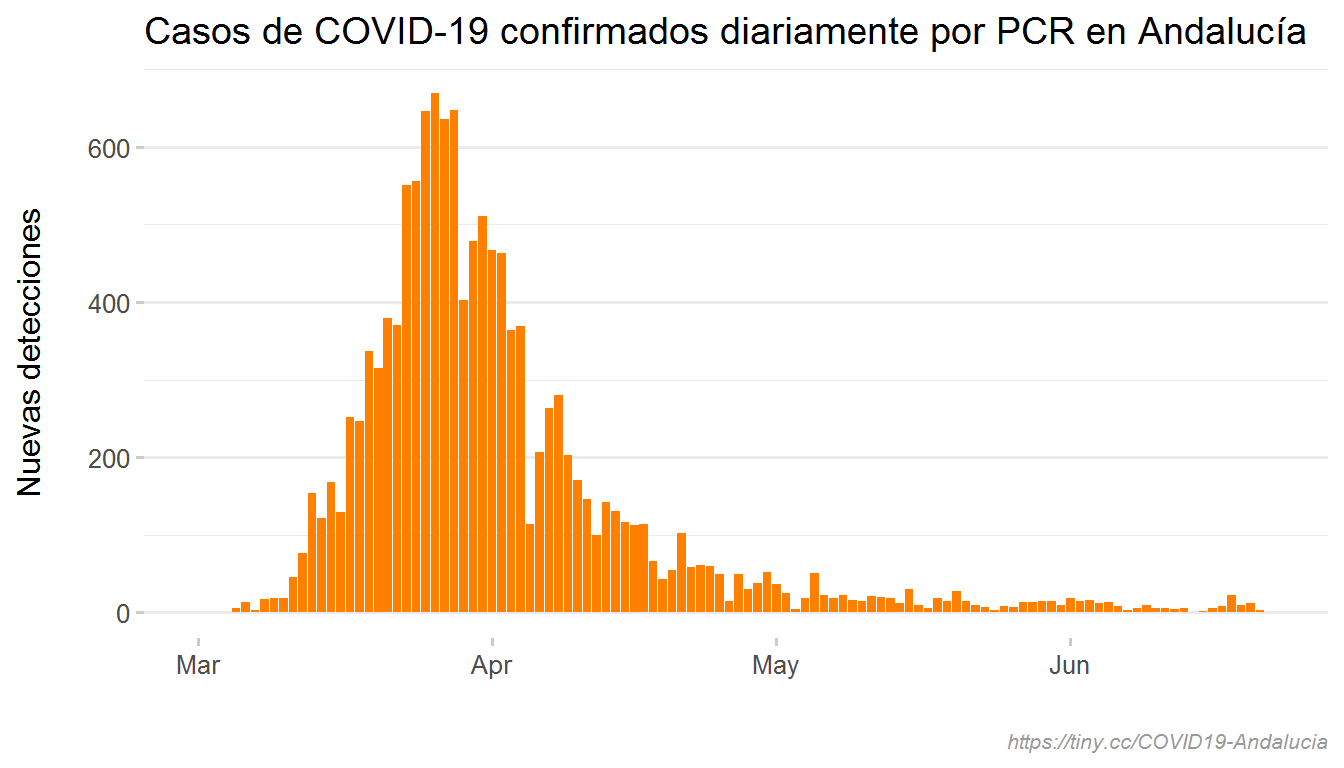 Casos de COVID-19 confirmados diariamente por PCR en Andalucía
Nuevas detecciones
600
400
200
0
Mar Apr May Jun
https://tiny.cc/COVID19-Andalucia